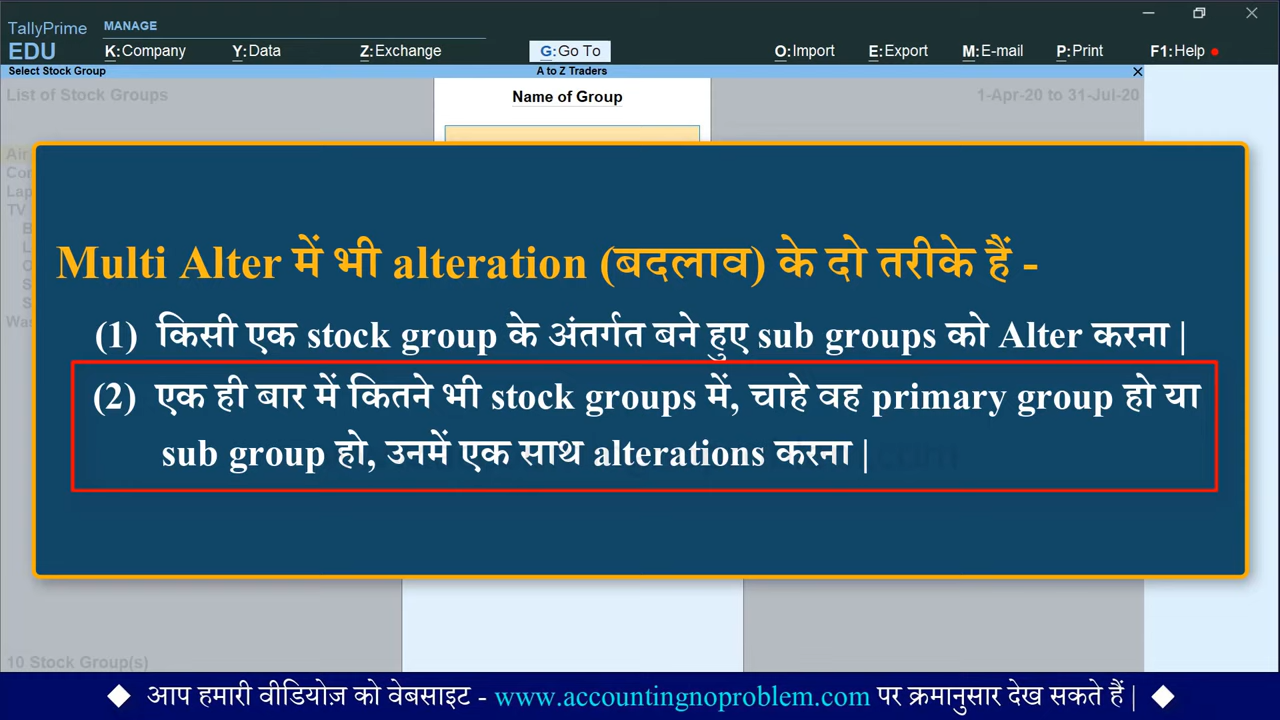 TallyPrime
MANAGE
EDU
K:Company
Y:Data
Z:Exchange
G:Go To
O:Import
E:Export
M:E-mail
P:Print
F1:Help
Select Stock Group
A to Z Traders
List of Stock Groups
Name of Group
1-Apr-20 to 31-Jul-20
Air
TV
Multi Alter में भी alteration (बदलाव) के दो तरीके हैं -
(1) किसी एक stock group के अंतर्गत बने हुए sub groups को Alter करना |
(2) एक ही बार में कितने भी stock groups में, चाहे वह primary group हो या
sub group हो, उनमें एक साथ alterations करना |
10 Stock Group(s)
◆ आप हमारी वीडियोज़ को वेबसाइट - www.accountingnoproblem.com पर क्रमानुसार देख सकते हैं | ◆